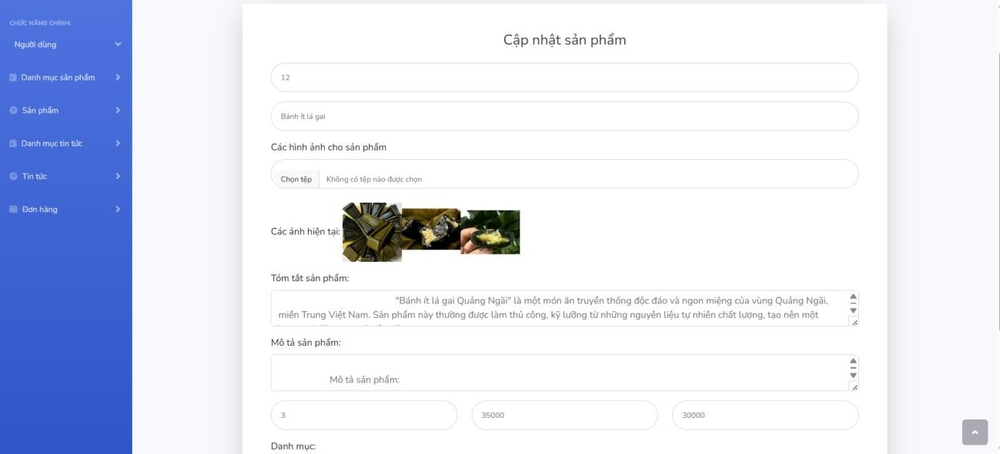 CHỨC NĂNG CHÍNH:
Người dùng
Danh mục sản phẩm
Sản phẩm
Danh mục tin tức
Tin tức
Đơn hàng
Cập nhật sản phẩm
12
Bánh ít lá gai
Các hình ảnh cho sản phẩm
Chọn tệp Không có tệp nào được chọn
Các ảnh hiện tại:
Tóm tắt sản phẩm:
"Bánh ít lá gai Quảng Ngãi" là một món ăn truyền thống độc đáo và ngon miệng của vùng Quảng Ngãi,
miền Trung Việt Nam. Sản phẩm này thường được làm thủ công, kỹ lưỡng từ những nguyên liệu tự nhiên chất lượng, tạo nên một
Mô tả sản phẩm:
Mô tả sản phẩm:
3 35000 30000
Danh mục: